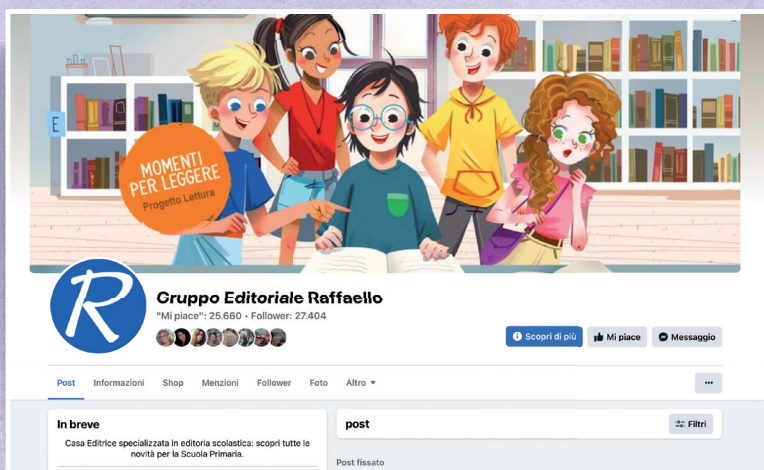 E
MOMENTI
PER LEGGERE
Progetto Lettura
R
Gruppo Editoriale Raffaello
"Mi piace": 25.660 • Follower: 27.404
Scopri di più
Mi piace
Messaggio
Post Informazioni Shop Menzioni Follower Foto Altro
In breve
Casa Editrice specializzata in editoria scolastica: scopri tutte le
novità per la Scuola Primaria.
post
Filtri
Post fissato